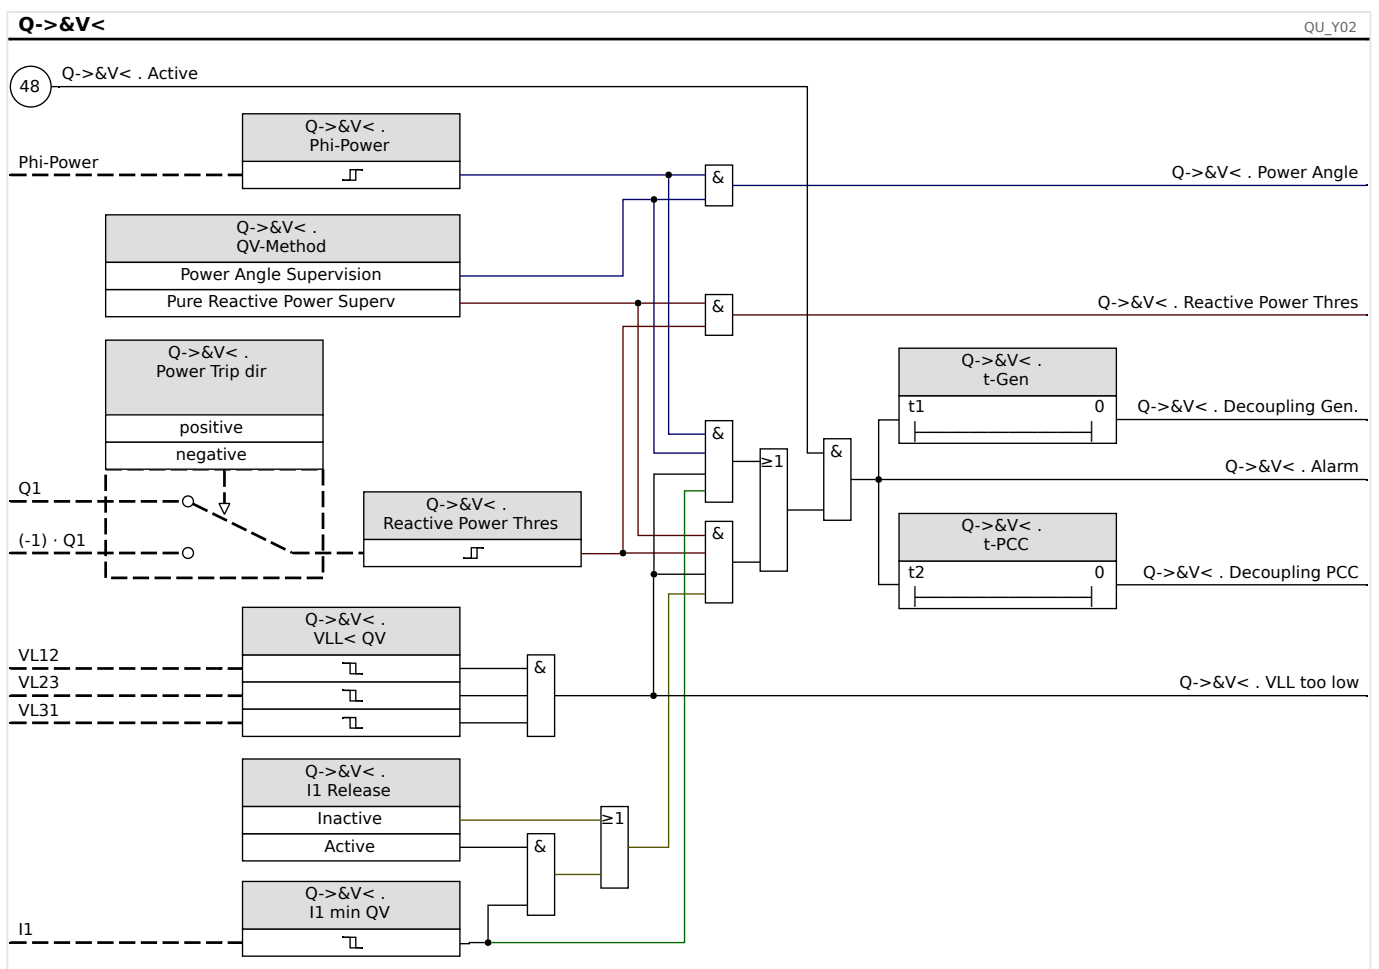 Q->&V<
QU_Y02
48
Q->&V< . Active
Q->&V< .
Phi-Power
Phi-Power
&
Q->&V< . Power Angle
Q->&V< .
QV-Method
Power Angle Supervision
Pure Reactive Power Superv
&
Q->&V< . Reactive Power Thres
Q->&V< .
Power Trip dir
positive
negative
Q1
(-1) · Q1
Q->&V< .
Reactive Power Thres
&
&
≥1
&
Q->&V< .
t-Gen
t1 0
Q->&V< . Decoupling Gen.
Q->&V< . Alarm
Q->&V< .
t-PCC
t2 0
Q->&V< . Decoupling PCC
Q->&V< .
VLL< QV
VL12
VL23
VL31
&
Q->&V< . VLL too low
Q->&V< .
I1 Release
Inactive
Active
&
≥1
Q->&V< .
I1 min QV
I1